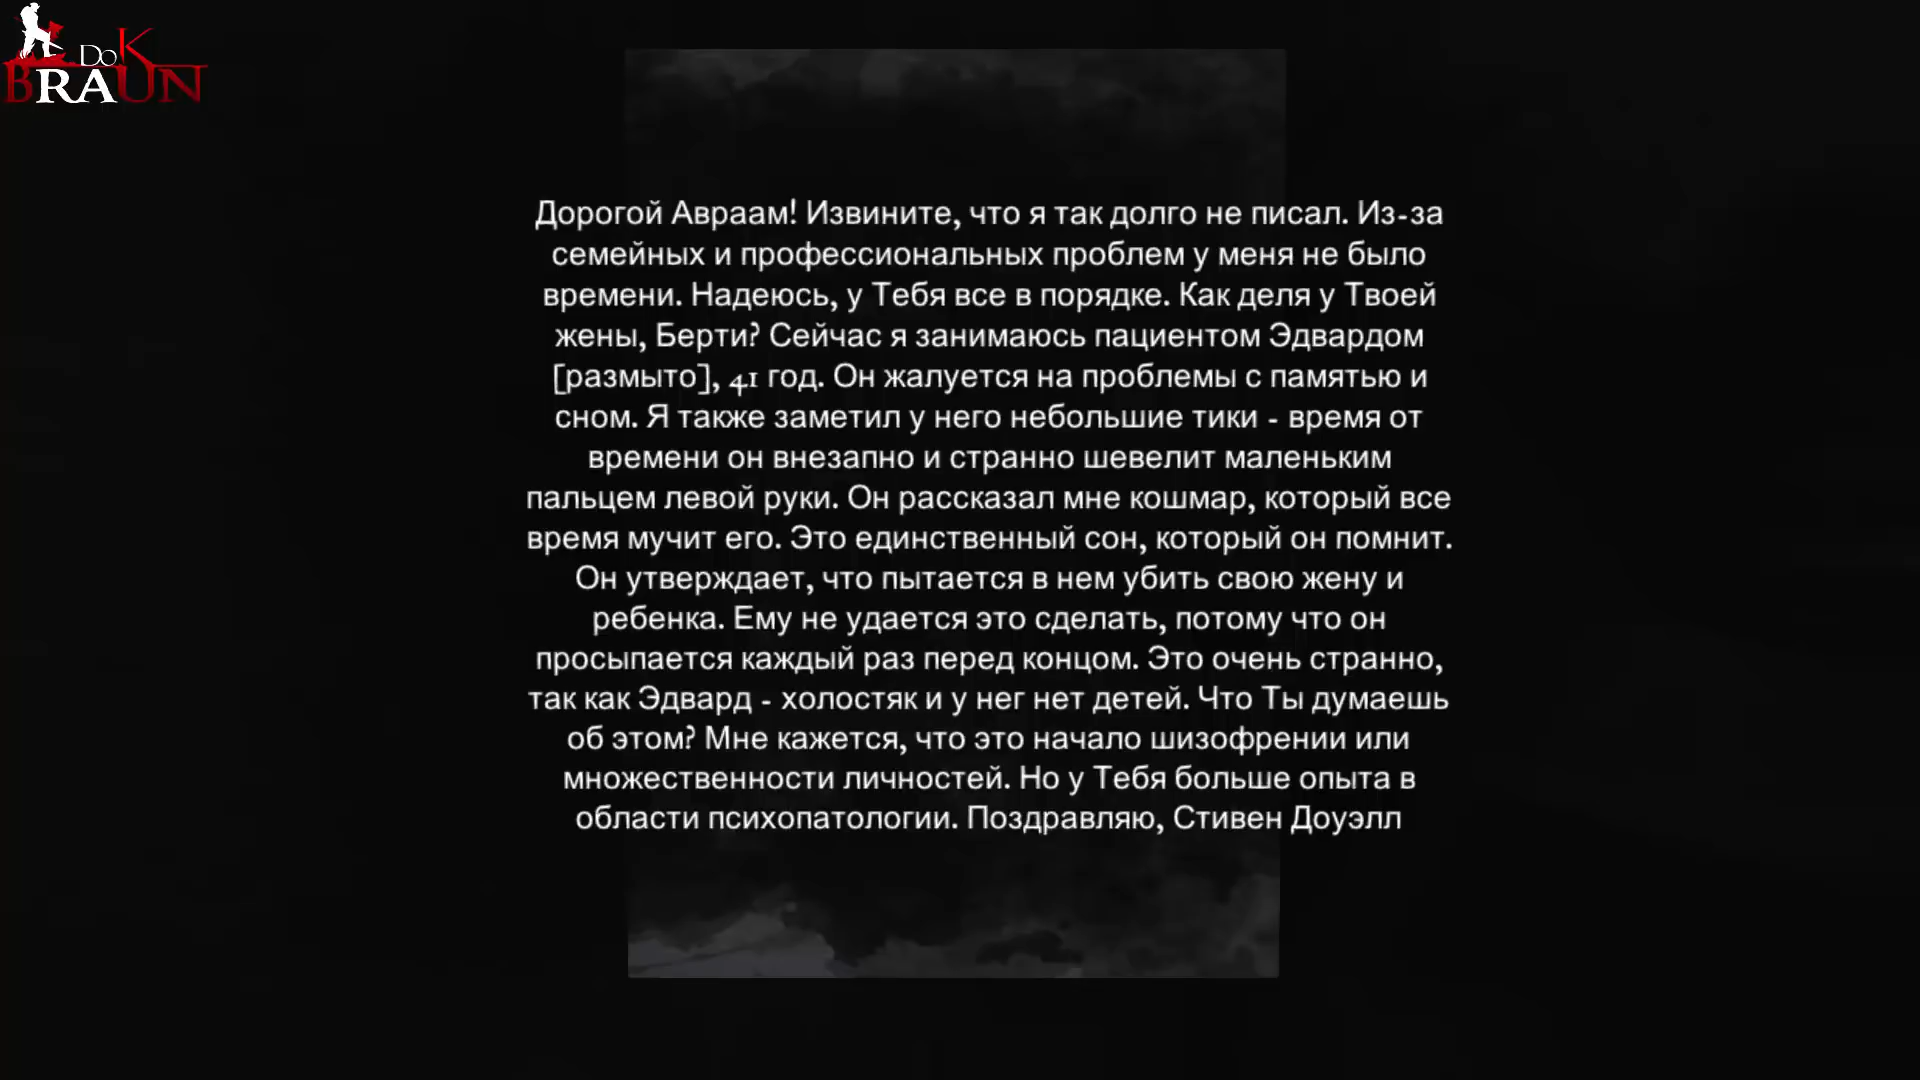 DoK
BRAUN
Дорогой Авраам! Извините, что я так долго не писал. Из-за
семейных и профессиональных проблем у меня не было
времени. Надеюсь, у Тебя все в порядке. Как деля у Твоей
жены, Берти? Сейчас я занимаюсь пациентом Эдвардом
[размыто], 41 год. Он жалуется на проблемы с памятью и
сном. Я также заметил у него небольшие тики - время от
времени он внезапно и странно шевелит маленьким
пальцем левой руки. Он рассказал мне кошмар, который все
время мучит его. Это единственный сон, который он помнит.
Он утверждает, что пытается в нем убить свою жену и
ребенка. Ему не удается это сделать, потому что он
просыпается каждый раз перед концом. Это очень странно,
так как Эдвард - холостяк и у нег нет детей. Что Ты думаешь
об этом? Мне кажется, что это начало шизофрении или
множественности личностей. Но у Тебя больше опыта в
области психопатологии. Поздравляю, Стивен Доуэлл